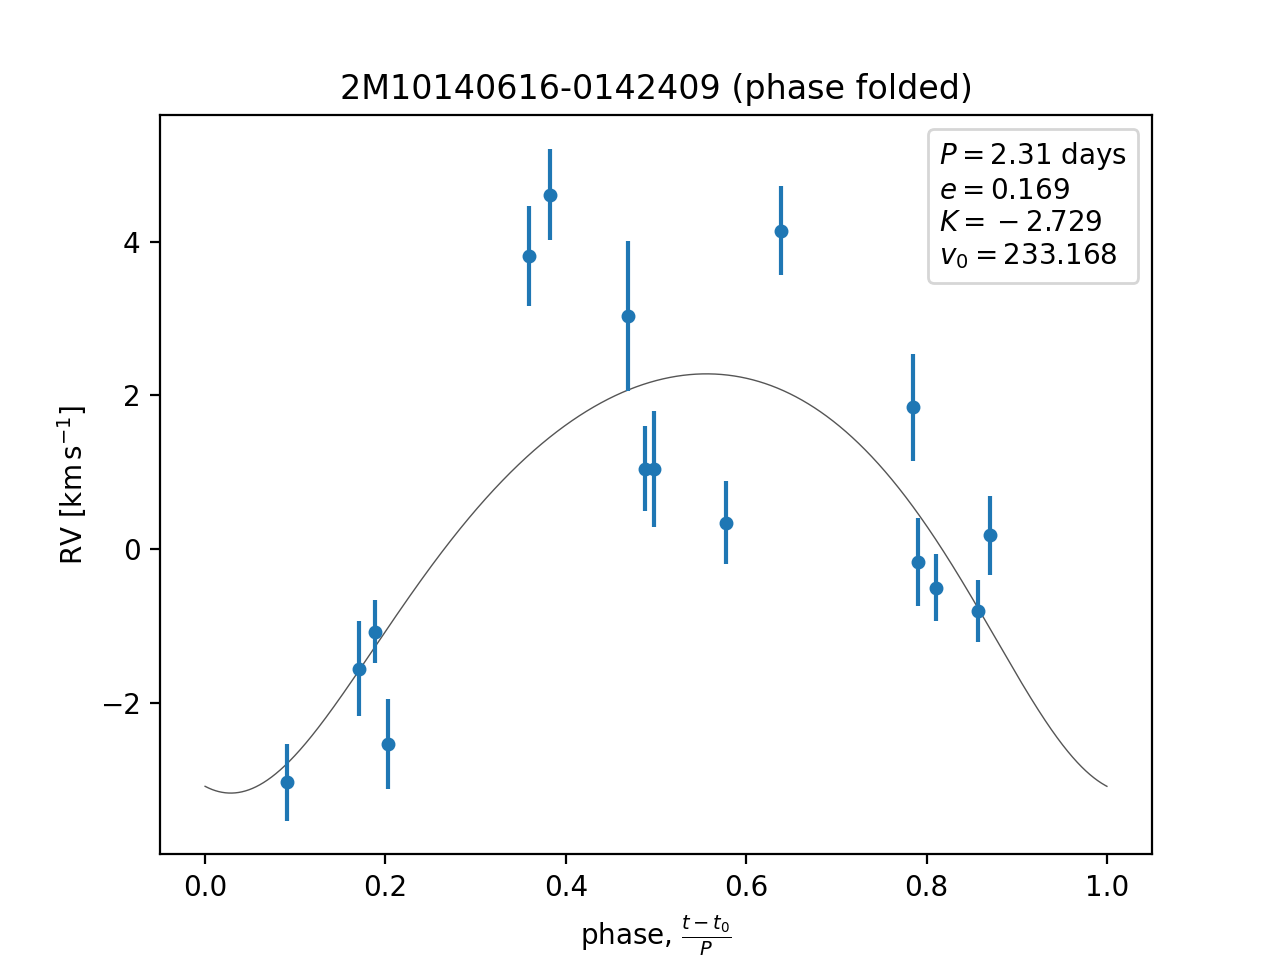 2M10140616-0142409 (phase folded)
P = 2.31 days
e = 0.169
K = −2.729
v₀ = 233.168
4
2
0
−2
RV [km s⁻¹]
0.0 0.2 0.4 0.6 0.8 1.0
phase, (t − t₀)/P